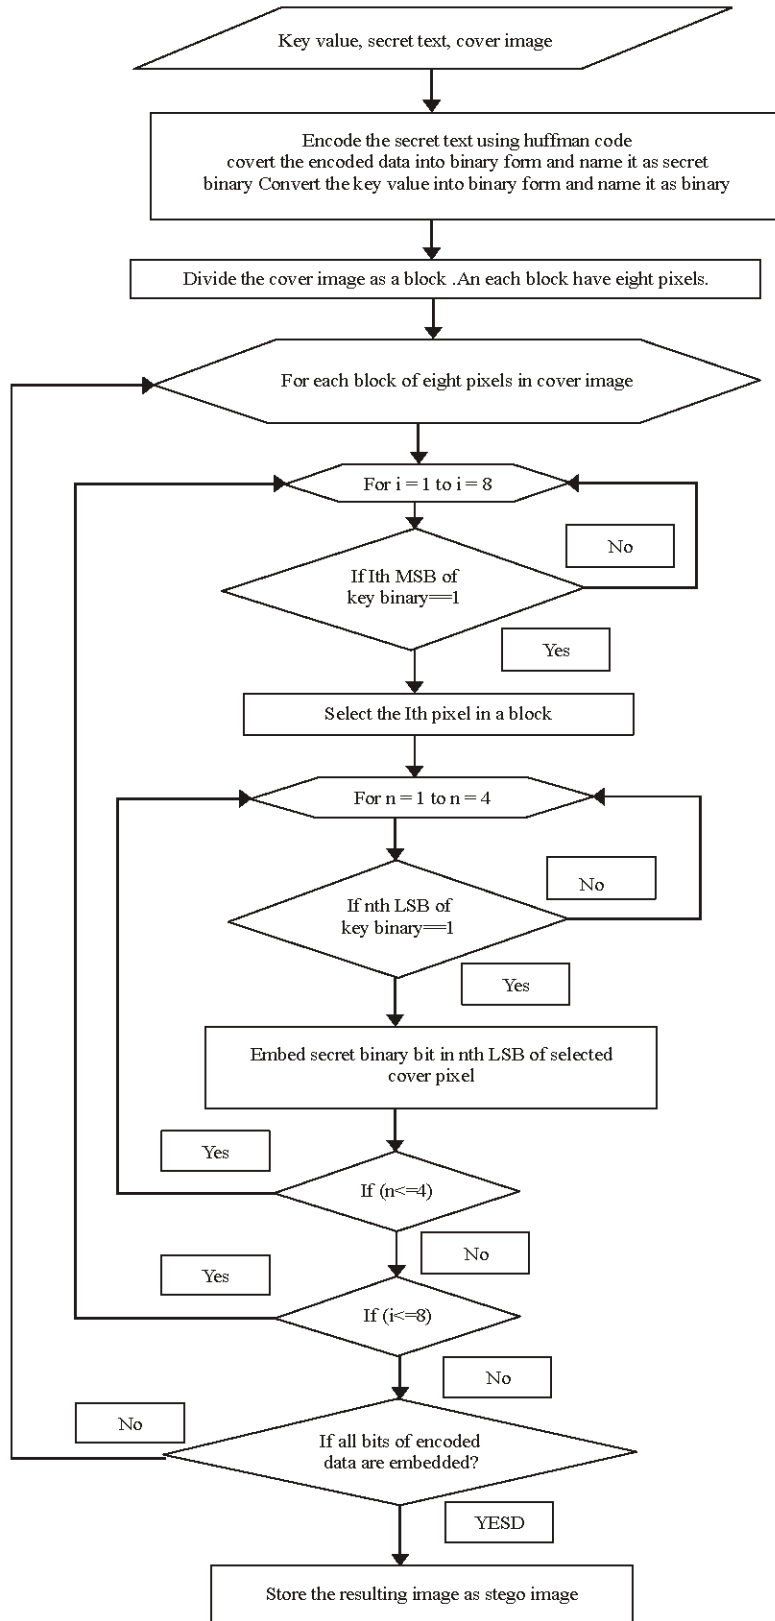 Key value, secret text, cover image
Encode the secret text using huffman code
covert the encoded data into binary form and name it as secret
binary Convert the key value into binary form and name it as binary
Divide the cover image as a block .An each block have eight pixels.
For each block of eight pixels in cover image
For i = 1 to i = 8
No
If Ith MSB of
key binary==1
Yes
Select the Ith pixel in a block
For n = 1 to n = 4
No
If nth LSB of
key binary==1
Yes
Embed secret binary bit in nth LSB of selected
cover pixel
Yes
If (n<=4)
No
Yes
If (i<=8)
No
No
If all bits of encoded
data are embedded?
YESD
Store the resulting image as stego image